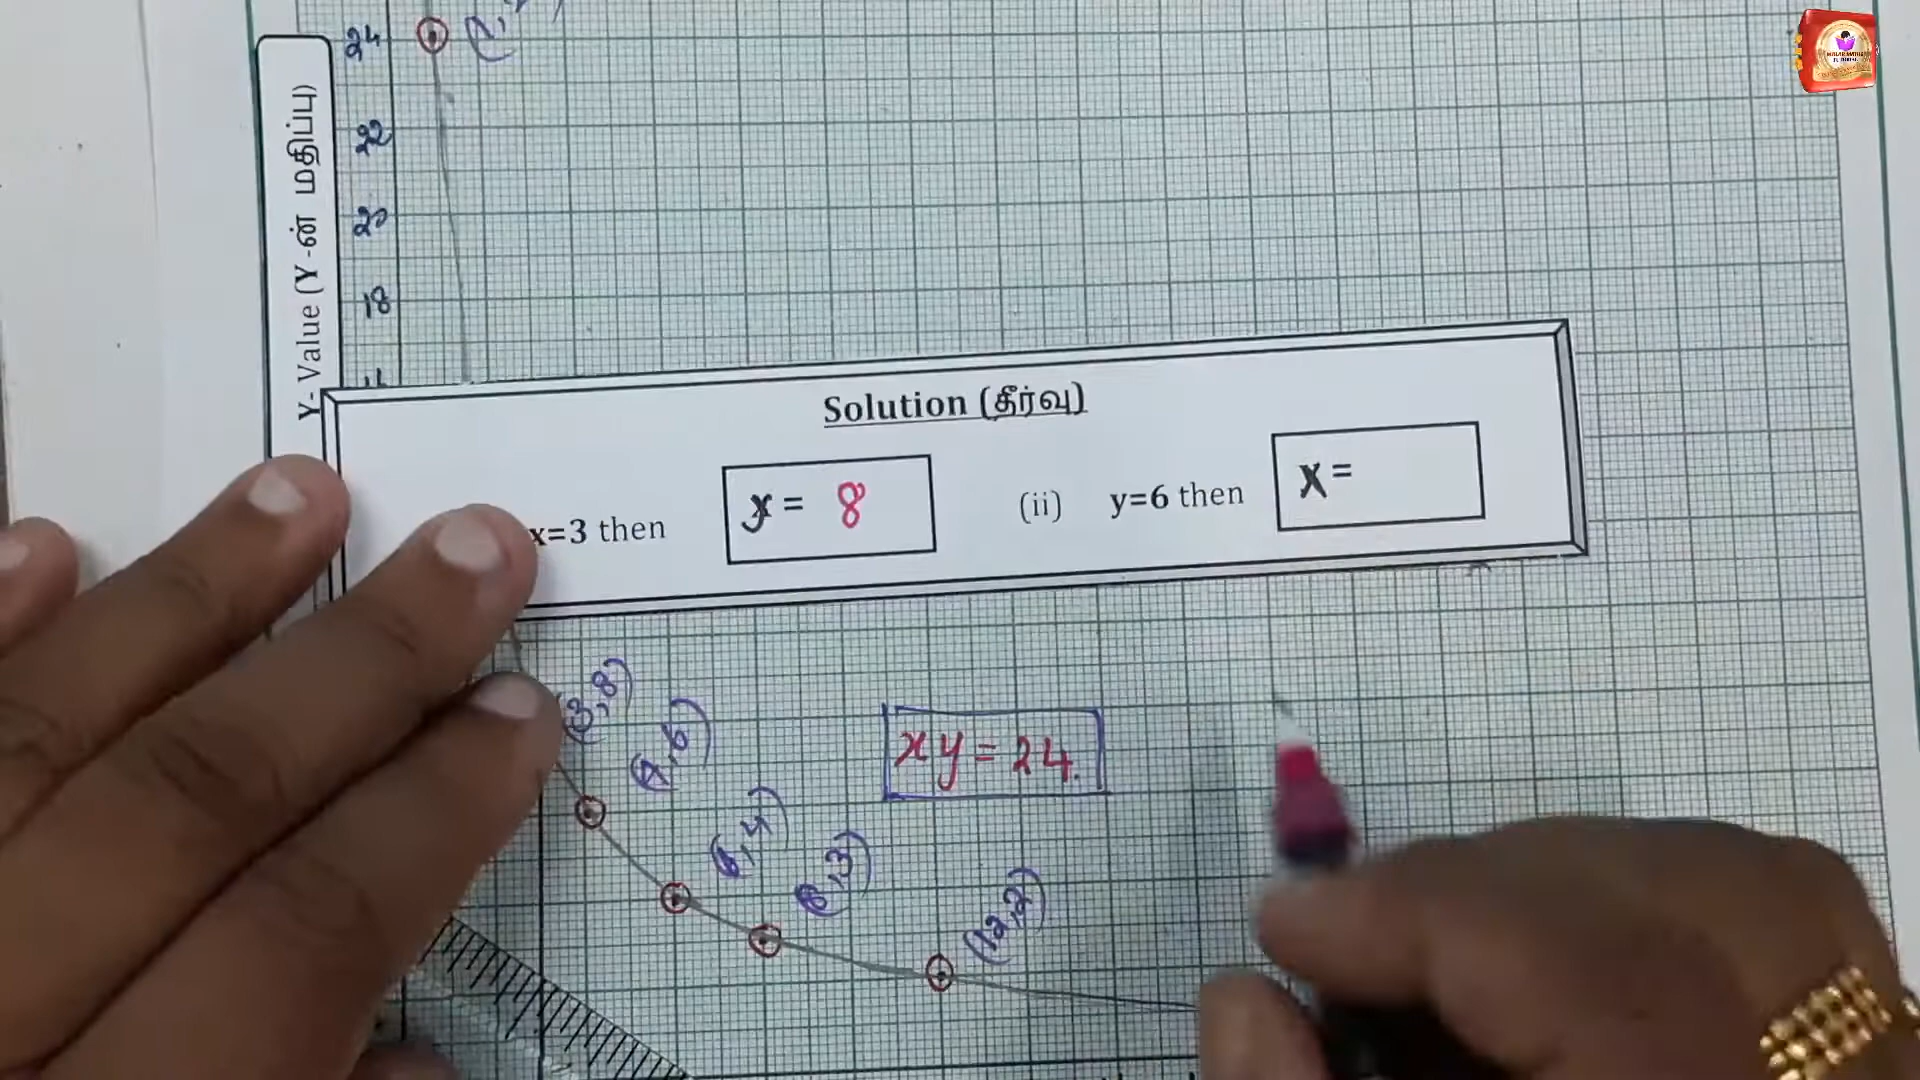 24
22
20
18
Y- Value (Y -ன் மதிப்பு)
Solution (தீர்வு)
x=3 then
y = 8
(ii) y=6 then
x =
(3,8)
(4,6)
xy = 24.
(6,4)
(8,3)
(12,2)